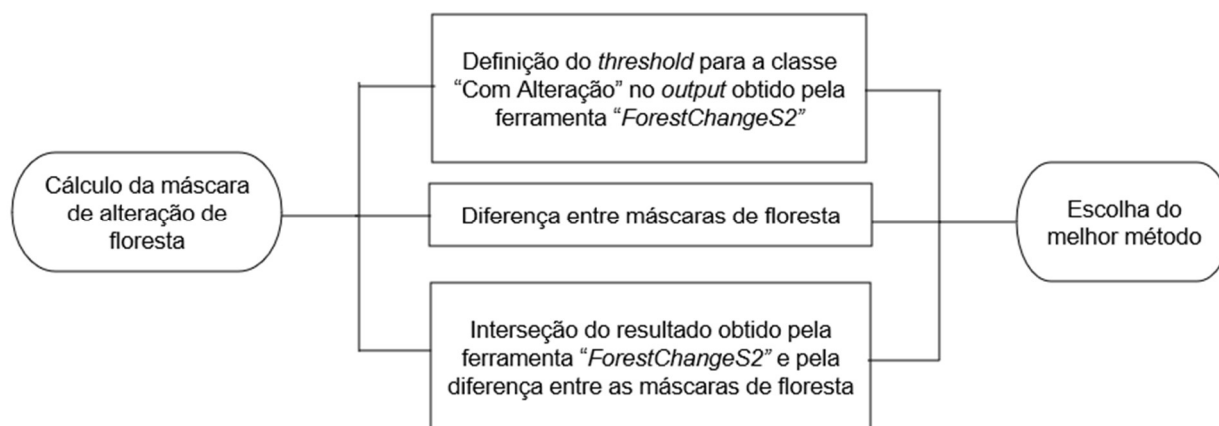 Definição do threshold para a classe
“Com Alteração” no output obtido pela
ferramenta “ForestChangeS2”
Cálculo da máscara
de alteração de
floresta
Diferença entre máscaras de floresta
Escolha do
melhor método
Interseção do resultado obtido pela
ferramenta “ForestChangeS2” e pela
diferença entre as máscaras de floresta